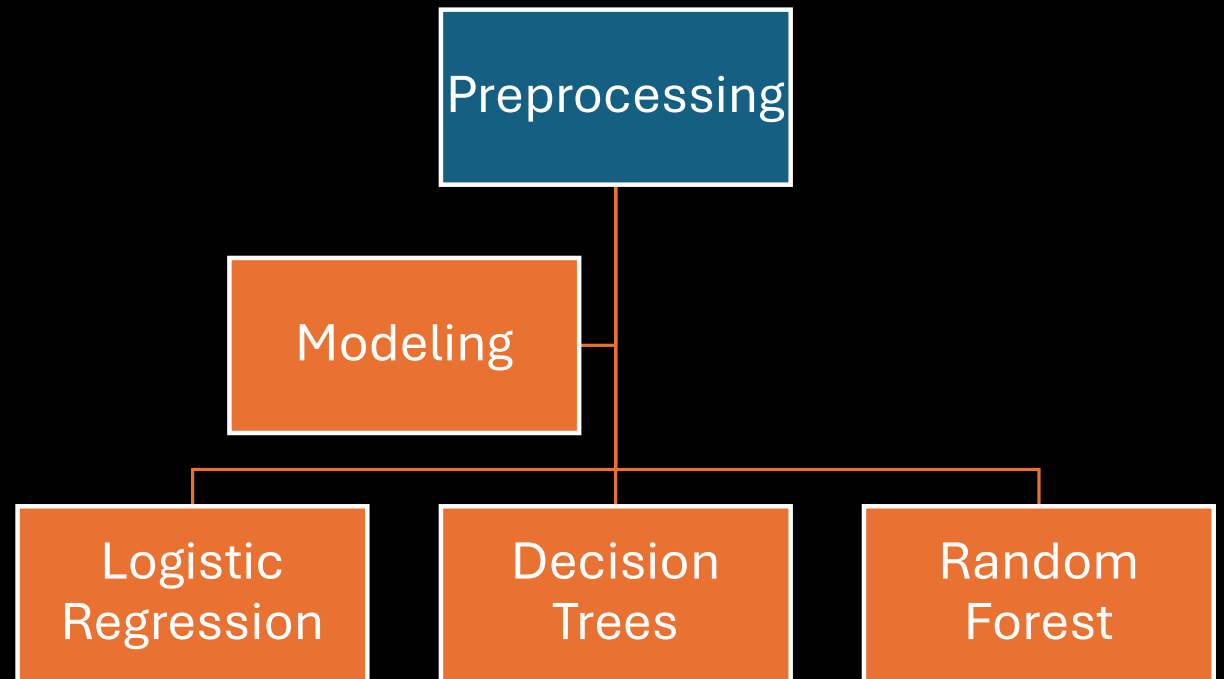 Preprocessing
Modeling
Logistic
Regression
Decision
Trees
Random
Forest